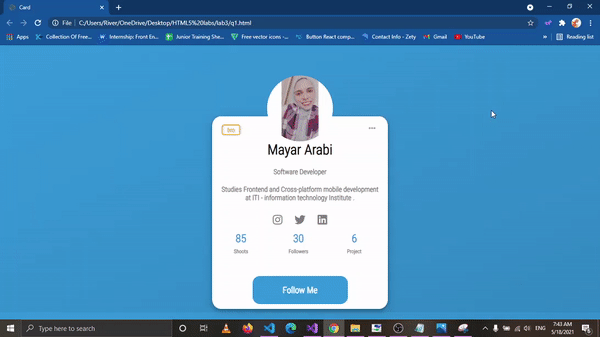 Card
File
C:/Users/River/OneDrive/Desktop/HTML5%20labs/lab3/q1.html
Apps
Collection Of Free...
Internship: Front En...
Junior Training She...
Free vector icons -...
Button React comp...
Contact Info - Zety
Gmail
YouTube
»
Reading list
Mayar Arabi
Software Developer
Studies Frontend and Cross-platform mobile development
at ITI - information technology Institute .
85
30
6
Shoots
Followers
Project
Follow Me
Type here to search
ENG
7:43 AM
5/18/2021